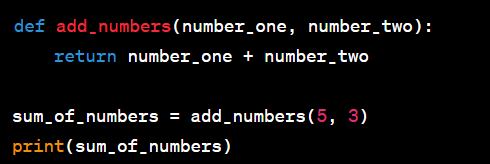 def add_numbers(number_one, number_two):
    return number_one + number_two
sum_of_numbers = add_numbers(5, 3)
print(sum_of_numbers)